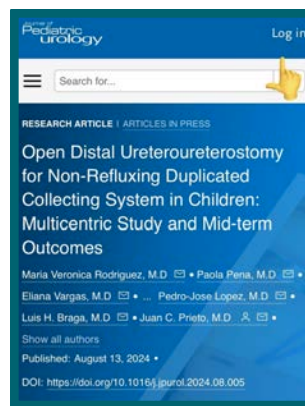 Journal of
Pediatric
urology
Log in
Search for...
RESEARCH ARTICLE | ARTICLES IN PRESS
Open Distal Ureteroureterostomy
for Non-Refluxing Duplicated
Collecting System in Children:
Multicentric Study and Mid-term
Outcomes
Maria Veronica Rodriguez, M.D • Paola Pena, M.D •
Eliana Vargas, M.D • ... Pedro-Jose Lopez, M.D •
Luis H. Braga, M.D • Juan C. Prieto, M.D •
Show all authors
Published: August 13, 2024 •
DOI: https://doi.org/10.1016/j.jpurol.2024.08.005